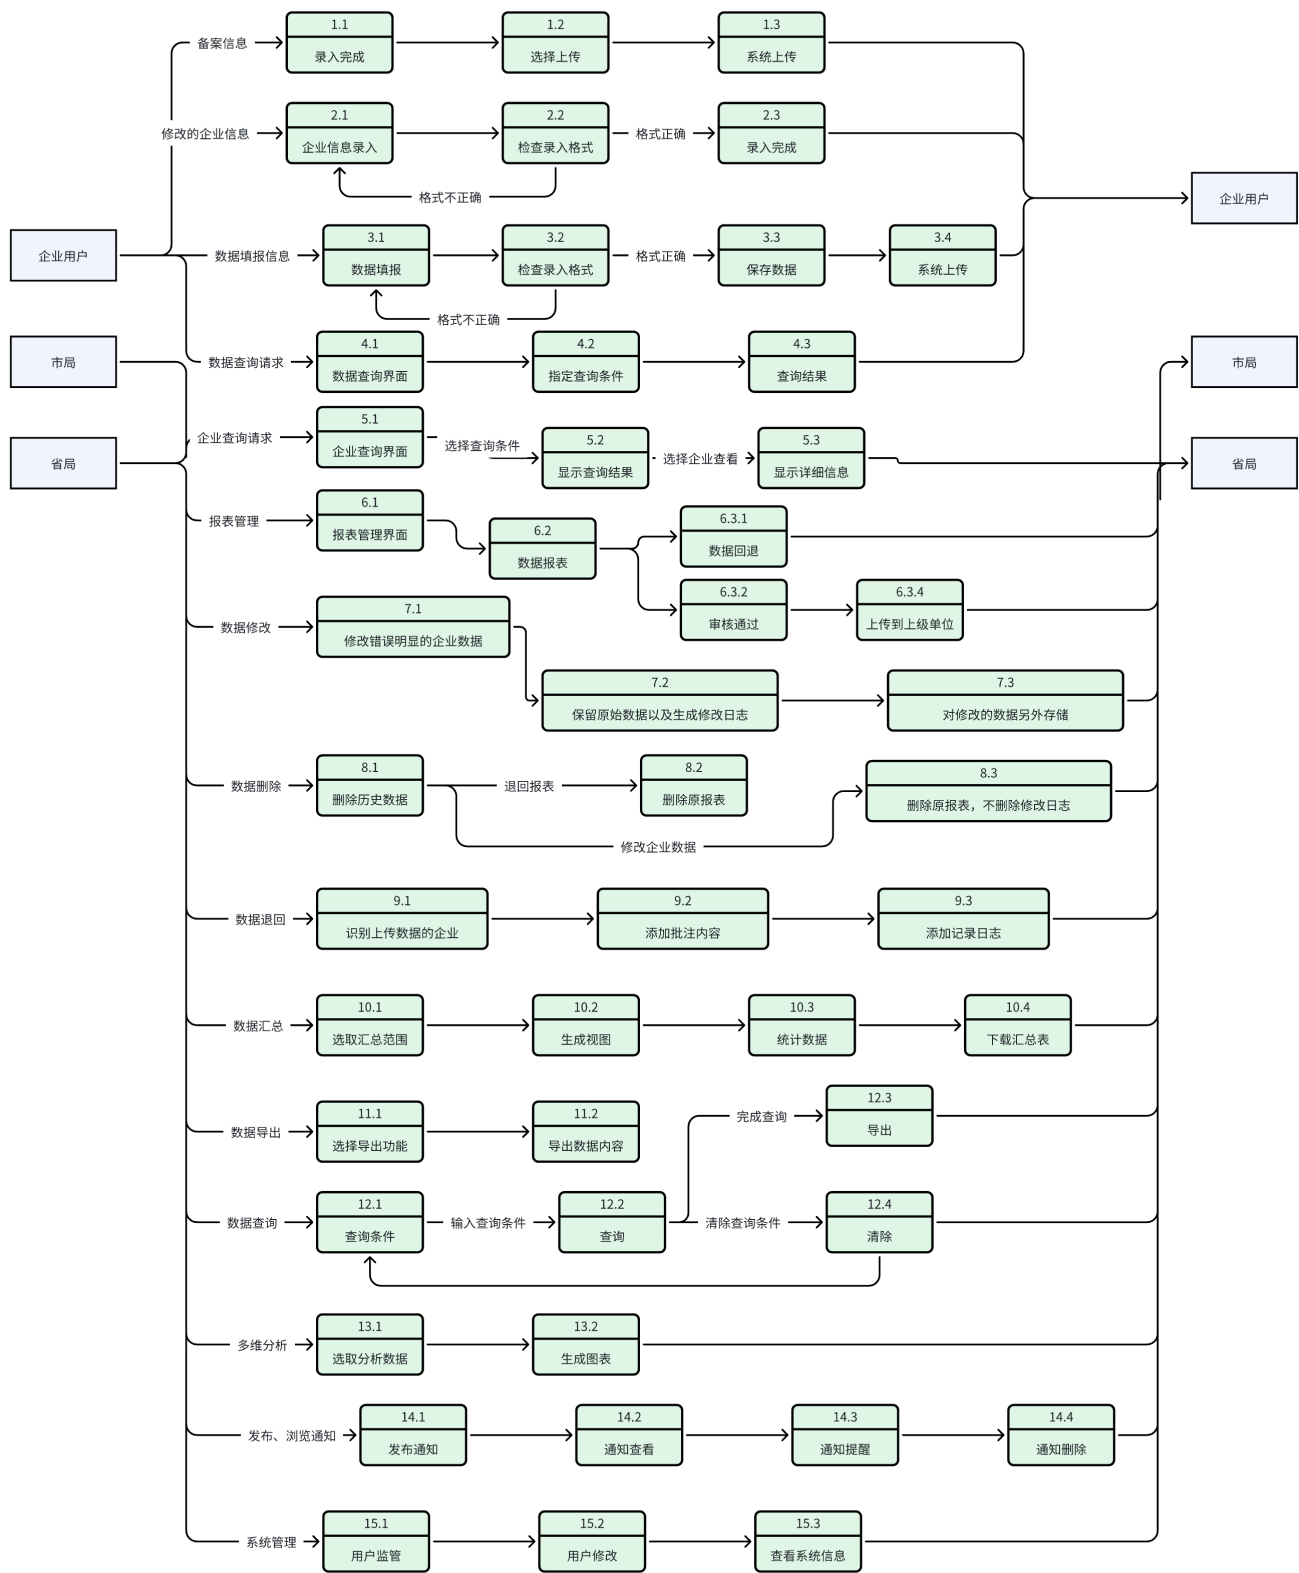 备案信息
1.1
录入完成
1.2
选择上传
1.3
系统上传
修改的企业信息
2.1
企业信息录入
2.2
检查录入格式
格式正确
2.3
录入完成
格式不正确
企业用户
企业用户
数据填报信息
3.1
数据填报
3.2
检查录入格式
格式正确
3.3
保存数据
3.4
系统上传
格式不正确
市局
数据查询请求
4.1
数据查询界面
4.2
指定查询条件
4.3
查询结果
市局
省局
企业查询请求
5.1
企业查询界面
选择查询条件
5.2
显示查询结果
选择企业查看
5.3
显示详细信息
省局
报表管理
6.1
报表管理界面
6.2
数据报表
6.3.1
数据回退
6.3.2
审核通过
6.3.4
上传到上级单位
数据修改
7.1
修改错误明显的企业数据
7.2
保留原始数据以及生成修改日志
7.3
对修改的数据另外存储
数据删除
8.1
删除历史数据
退回报表
8.2
删除原报表
8.3
删除原报表，不删除修改日志
修改企业数据
数据退回
9.1
识别上传数据的企业
9.2
添加批注内容
9.3
添加记录日志
数据汇总
10.1
选取汇总范围
10.2
生成视图
10.3
统计数据
10.4
下载汇总表
数据导出
11.1
选择导出功能
11.2
导出数据内容
完成查询
12.3
导出
数据查询
12.1
查询条件
输入查询条件
12.2
查询
清除查询条件
12.4
清除
多维分析
13.1
选取分析数据
13.2
生成图表
发布、浏览通知
14.1
发布通知
14.2
通知查看
14.3
通知提醒
14.4
通知删除
系统管理
15.1
用户监管
15.2
用户修改
15.3
查看系统信息